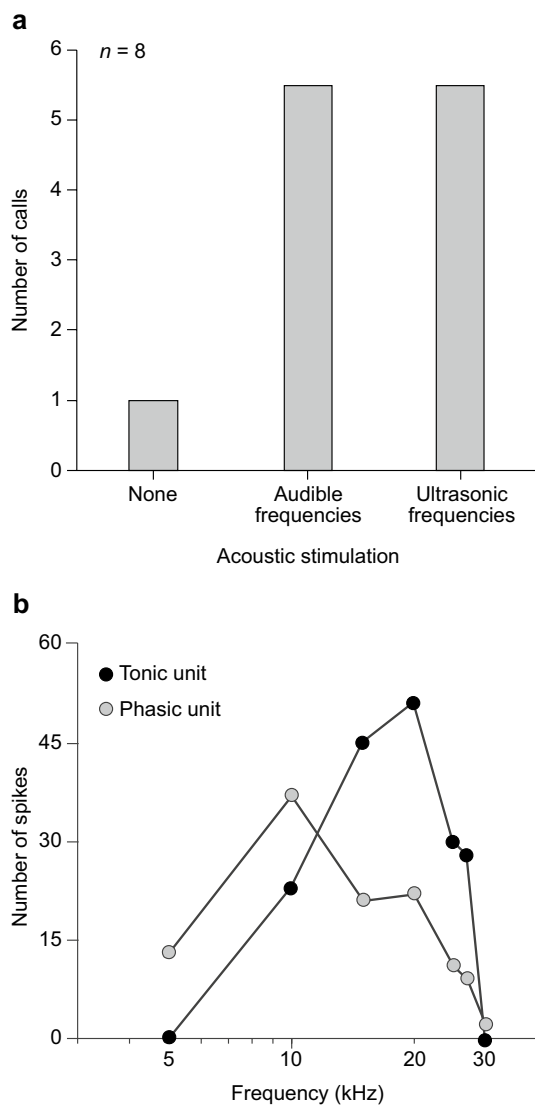 a
n = 8
6
5
4
3
2
1
0
Number of calls
None
Audible
frequencies
Ultrasonic
frequencies
Acoustic stimulation
b
60
45
30
15
0
Number of spikes
Tonic unit
Phasic unit
5
10
20
30
Frequency (kHz)